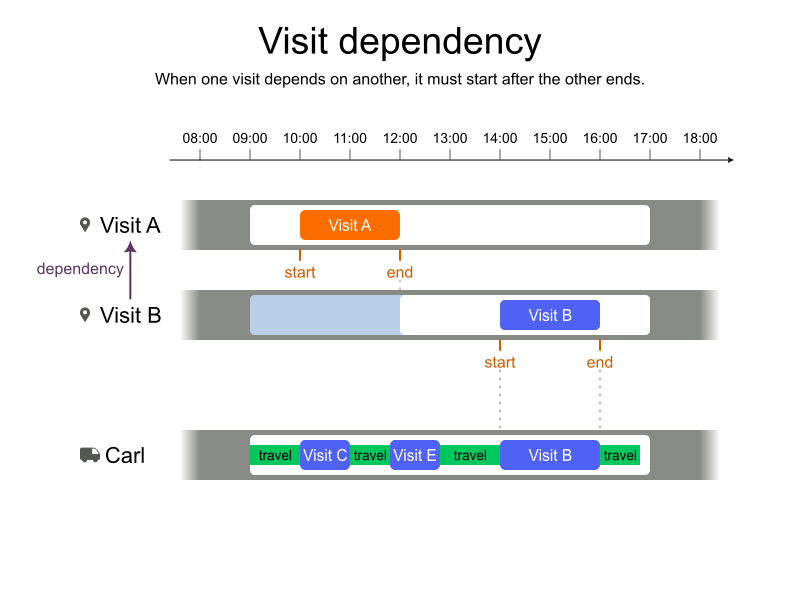 Visit dependency
When one visit depends on another, it must start after the other ends.
08:00 09:00 10:00 11:00 12:00 13:00 14:00 15:00 16:00 17:00 18:00
Visit A Visit A
start end
dependency
Visit B Visit B
start end
Carl travel Visit C travel Visit E travel Visit B travel